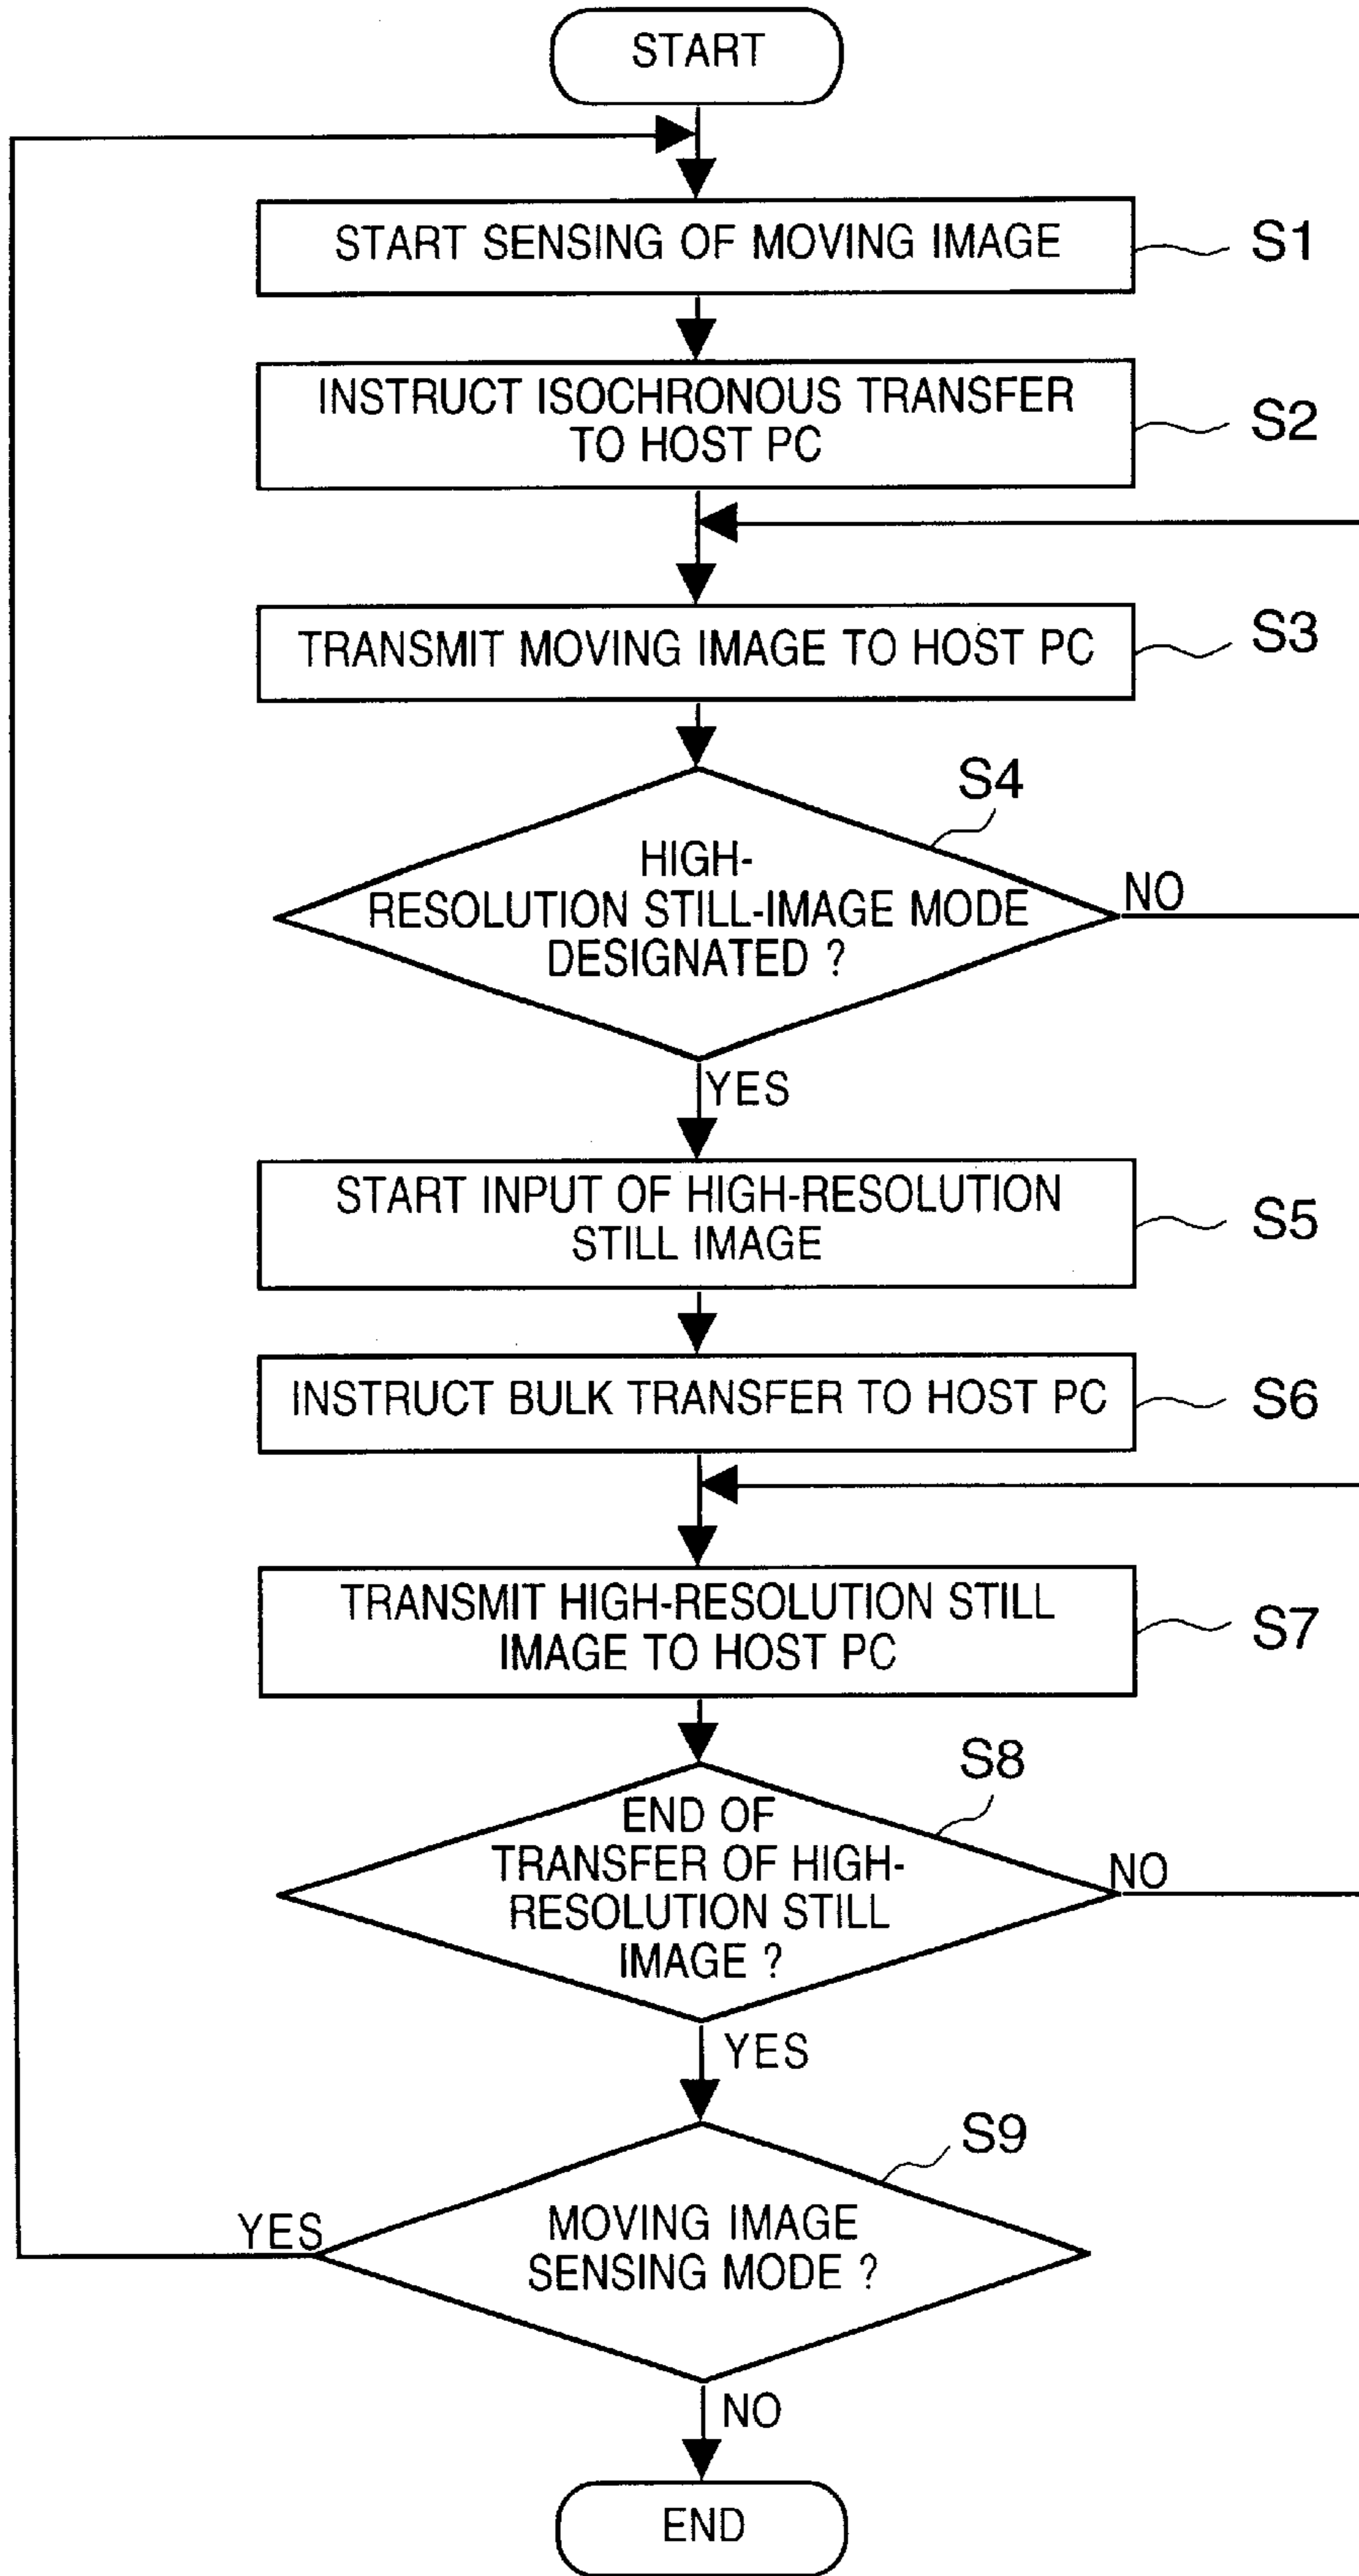 START
START SENSING OF MOVING IMAGE
S1
INSTRUCT ISOCHRONOUS TRANSFER
TO HOST PC
S2
TRANSMIT MOVING IMAGE TO HOST PC
S3
S4
HIGH-
RESOLUTION STILL-IMAGE MODE
DESIGNATED ?
NO
YES
START INPUT OF HIGH-RESOLUTION
STILL IMAGE
S5
INSTRUCT BULK TRANSFER TO HOST PC
S6
TRANSMIT HIGH-RESOLUTION STILL
IMAGE TO HOST PC
S7
S8
END OF
TRANSFER OF HIGH-
RESOLUTION STILL
IMAGE ?
NO
YES
S9
MOVING IMAGE
SENSING MODE ?
YES
NO
END